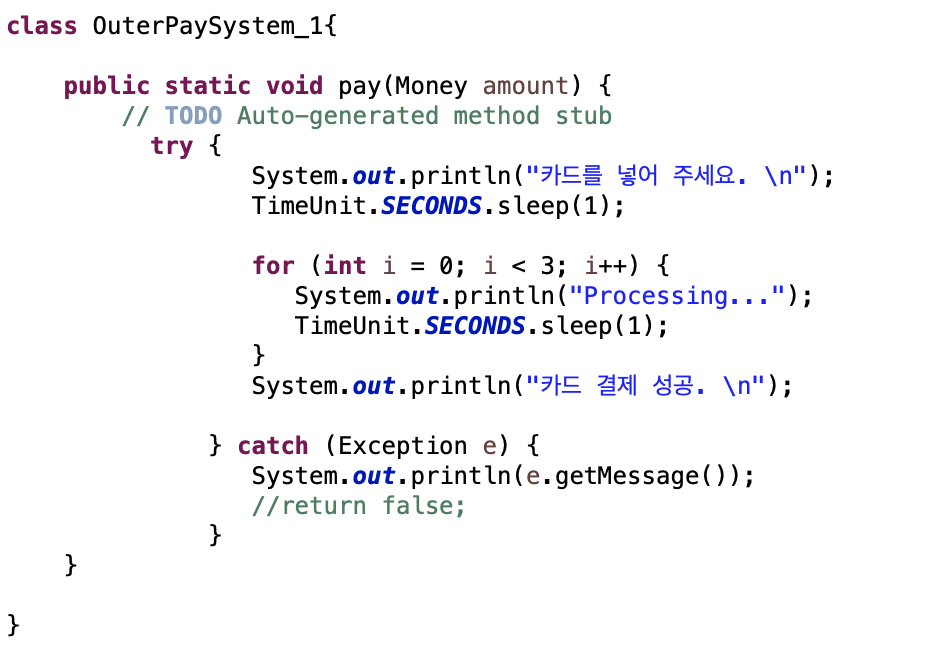 class OuterPaySystem_1{
public static void pay(Money amount) {
// TODO Auto-generated method stub
try {
System.out.println("카드를 넣어 주세요. \n");
TimeUnit.SECONDS.sleep(1);
for (int i = 0; i < 3; i++) {
System.out.println("Processing...");
TimeUnit.SECONDS.sleep(1);
}
System.out.println("카드 결제 성공. \n");
} catch (Exception e) {
System.out.println(e.getMessage());
//return false;
}
}
}